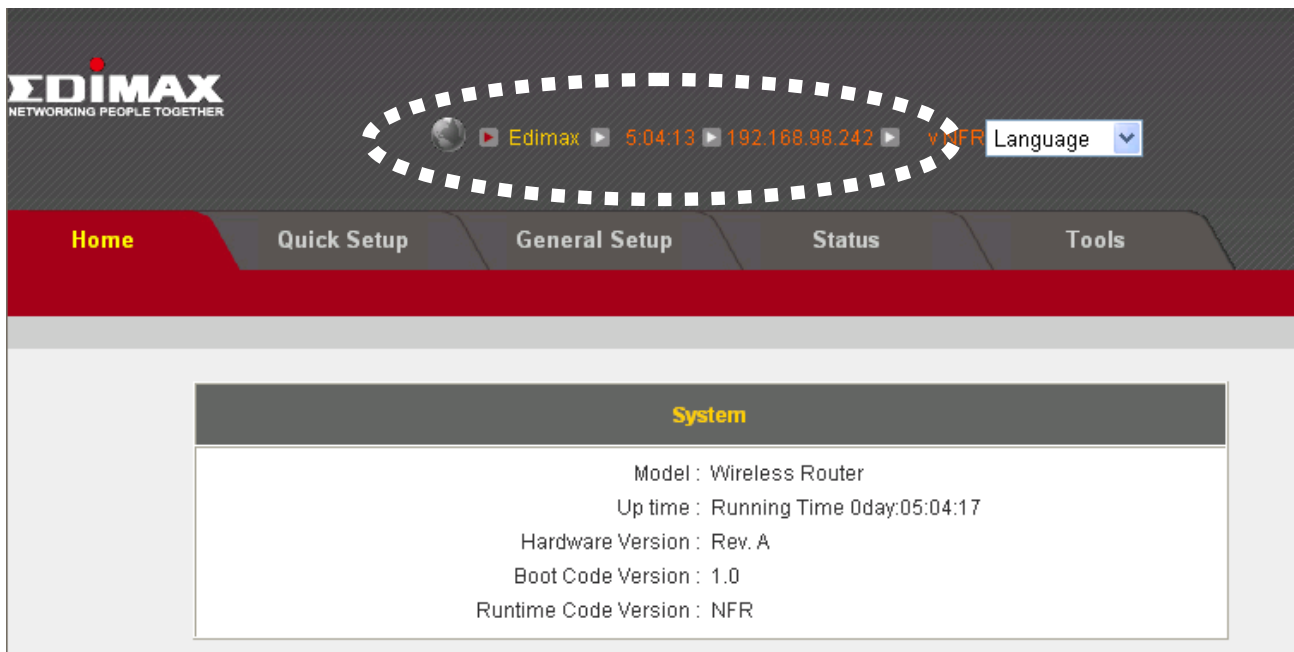 EDIMAX
NETWORKING PEOPLE TOGETHER
Edimax 5:04:13 192.168.98.242 v NFR Language
Home Quick Setup General Setup Status Tools
System
Model : Wireless Router
Up time : Running Time 0day:05:04:17
Hardware Version : Rev. A
Boot Code Version : 1.0
Runtime Code Version : NFR